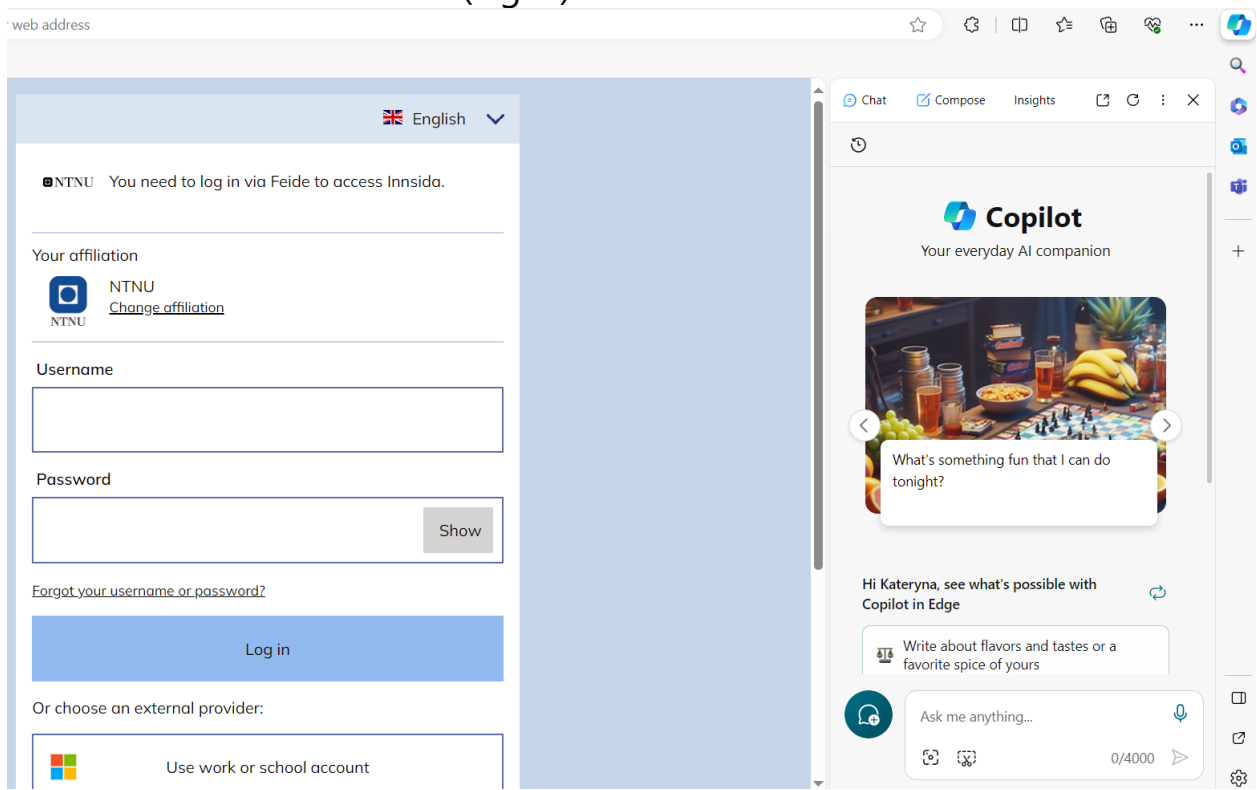 web address
English
NTNU You need to log in via Feide to access Innsida.
Your affiliation
NTNU
Change affiliation
NTNU
Username
Password
Show
Forgot your username or password?
Log in
Or choose an external provider:
Use work or school account
Chat Compose Insights
Copilot
Your everyday AI companion
What's something fun that I can do
tonight?
Hi Kateryna, see what's possible with
Copilot in Edge
Write about flavors and tastes or a
favorite spice of yours
Ask me anything...
0/4000